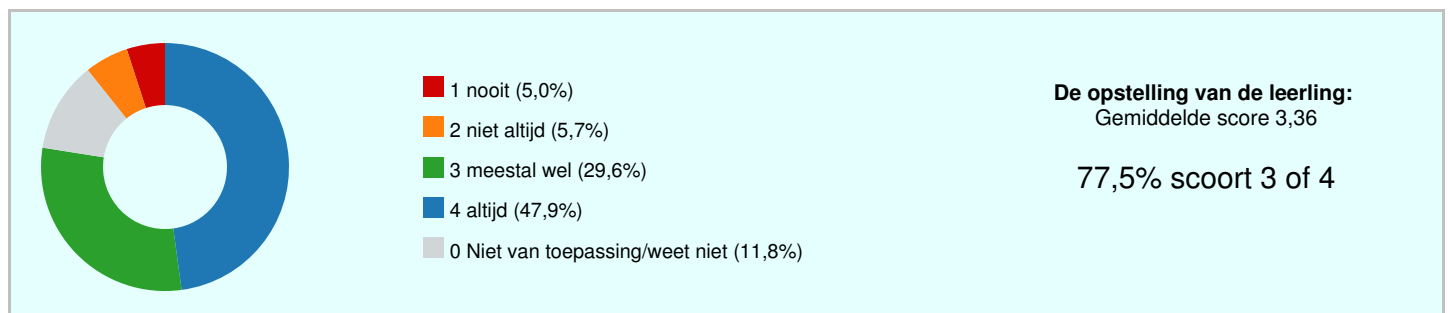 1 nooit (5,0%)
2 niet altijd (5,7%)
3 meestal wel (29,6%)
4 altijd (47,9%)
0 Niet van toepassing/weet niet (11,8%)
De opstelling van de leerling:
Gemiddelde score 3,36
77,5% scoort 3 of 4